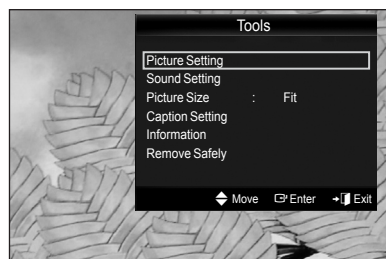 Tools
Picture Setting
Sound Setting
Picture Size : Fit
Caption Setting
Information
Remove Safely
Move Enter Exit